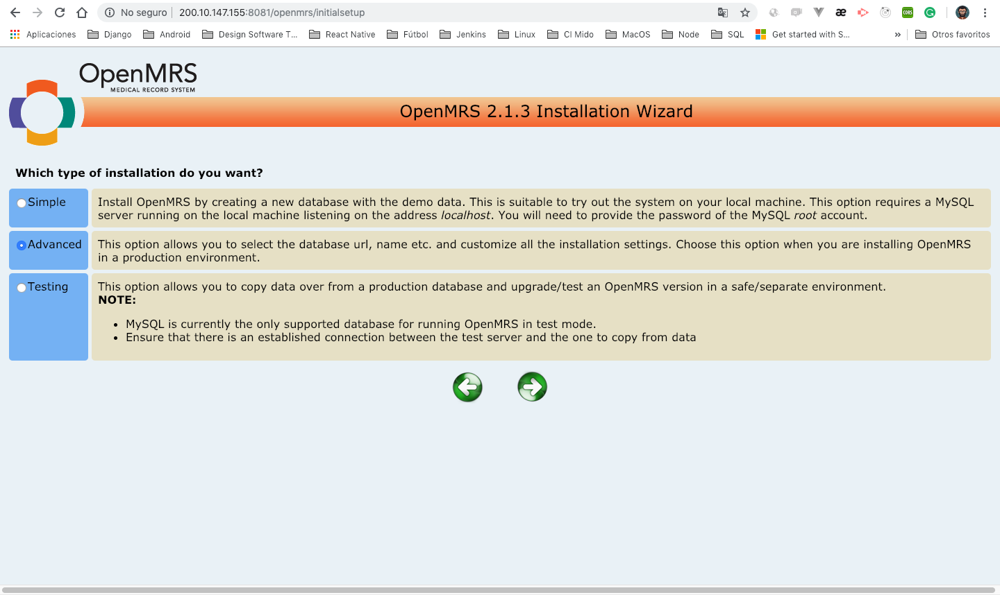 No seguro
200.10.147.155:8081/openmrs/initialsetup
CORS
Aplicaciones Django Android Design Software T... React Native Fútbol Jenkins Linux CI Mido MacOS Node SQL Get started with S... » Otros favoritos
OpenMRS
MEDICAL RECORD SYSTEM
OpenMRS 2.1.3 Installation Wizard
Which type of installation do you want?
Simple
Install OpenMRS by creating a new database with the demo data. This is suitable to try out the system on your local machine. This option requires a MySQL
server running on the local machine listening on the address localhost. You will need to provide the password of the MySQL root account.
Advanced
This option allows you to select the database url, name etc. and customize all the installation settings. Choose this option when you are installing OpenMRS
in a production environment.
Testing
This option allows you to copy data over from a production database and upgrade/test an OpenMRS version in a safe/separate environment.
NOTE:
• MySQL is currently the only supported database for running OpenMRS in test mode.
• Ensure that there is an established connection between the test server and the one to copy from data